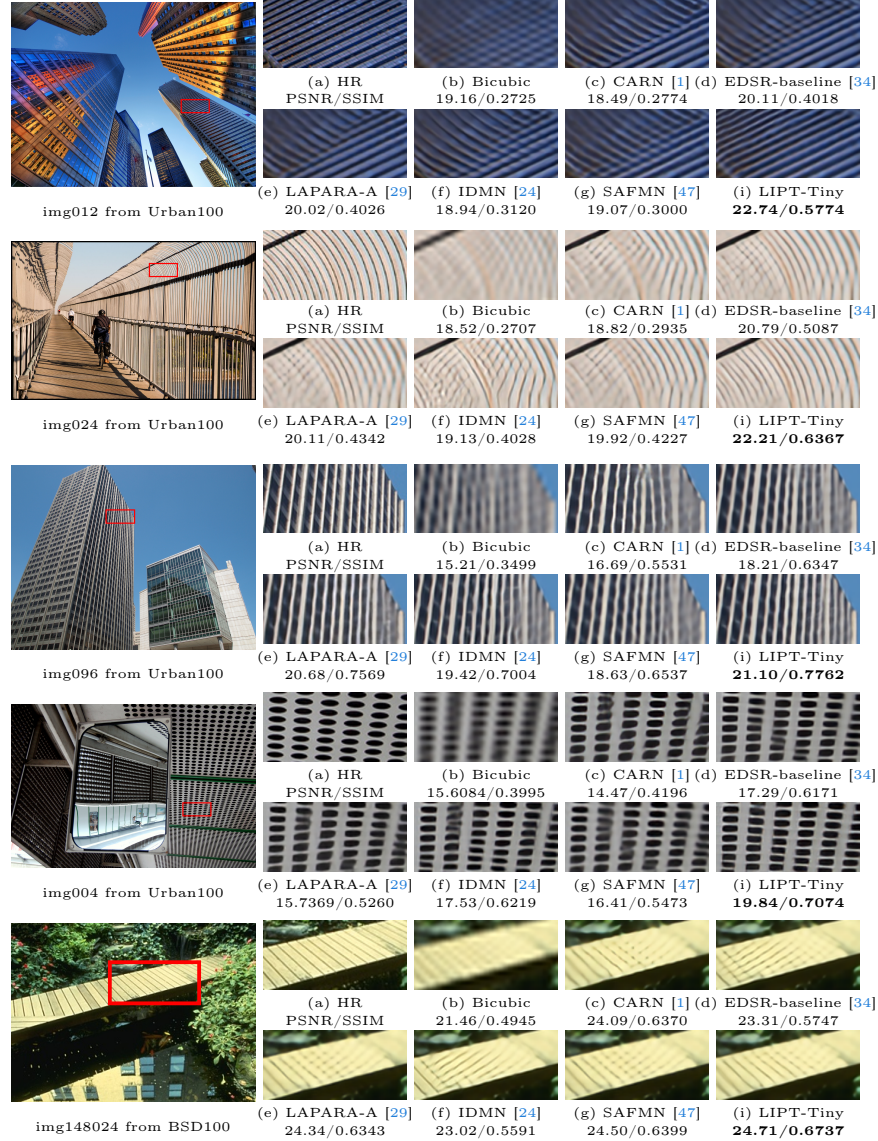 (a) HR (b) Bicubic (c) CARN [1] (d) EDSR-baseline [34]
PSNR/SSIM 19.16/0.2725 18.49/0.2774 20.11/0.4018
(e) LAPARA-A [29] (f) IDMN [24] (g) SAFMN [47] (i) LIPT-Tiny
img012 from Urban100
20.02/0.4026 18.94/0.3120 19.07/0.3000 22.74/0.5774
(a) HR (b) Bicubic (c) CARN [1] (d) EDSR-baseline [34]
PSNR/SSIM 18.52/0.2707 18.82/0.2935 20.79/0.5087
(e) LAPARA-A [29] (f) IDMN [24] (g) SAFMN [47] (i) LIPT-Tiny
img024 from Urban100
20.11/0.4342 19.13/0.4028 19.92/0.4227 22.21/0.6367
(a) HR (b) Bicubic (c) CARN [1] (d) EDSR-baseline [34]
PSNR/SSIM 15.21/0.3499 16.69/0.5531 18.21/0.6347
(e) LAPARA-A [29] (f) IDMN [24] (g) SAFMN [47] (i) LIPT-Tiny
img096 from Urban100
20.68/0.7569 19.42/0.7004 18.63/0.6537 21.10/0.7762
(a) HR (b) Bicubic (c) CARN [1] (d) EDSR-baseline [34]
PSNR/SSIM 15.6084/0.3995 14.47/0.4196 17.29/0.6171
(e) LAPARA-A [29] (f) IDMN [24] (g) SAFMN [47] (i) LIPT-Tiny
img004 from Urban100
15.7369/0.5260 17.53/0.6219 16.41/0.5473 19.84/0.7074
(a) HR (b) Bicubic (c) CARN [1] (d) EDSR-baseline [34]
PSNR/SSIM 21.46/0.4945 24.09/0.6370 23.31/0.5747
(e) LAPARA-A [29] (f) IDMN [24] (g) SAFMN [47] (i) LIPT-Tiny
img148024 from BSD100
24.34/0.6343 23.02/0.5591 24.50/0.6399 24.71/0.6737